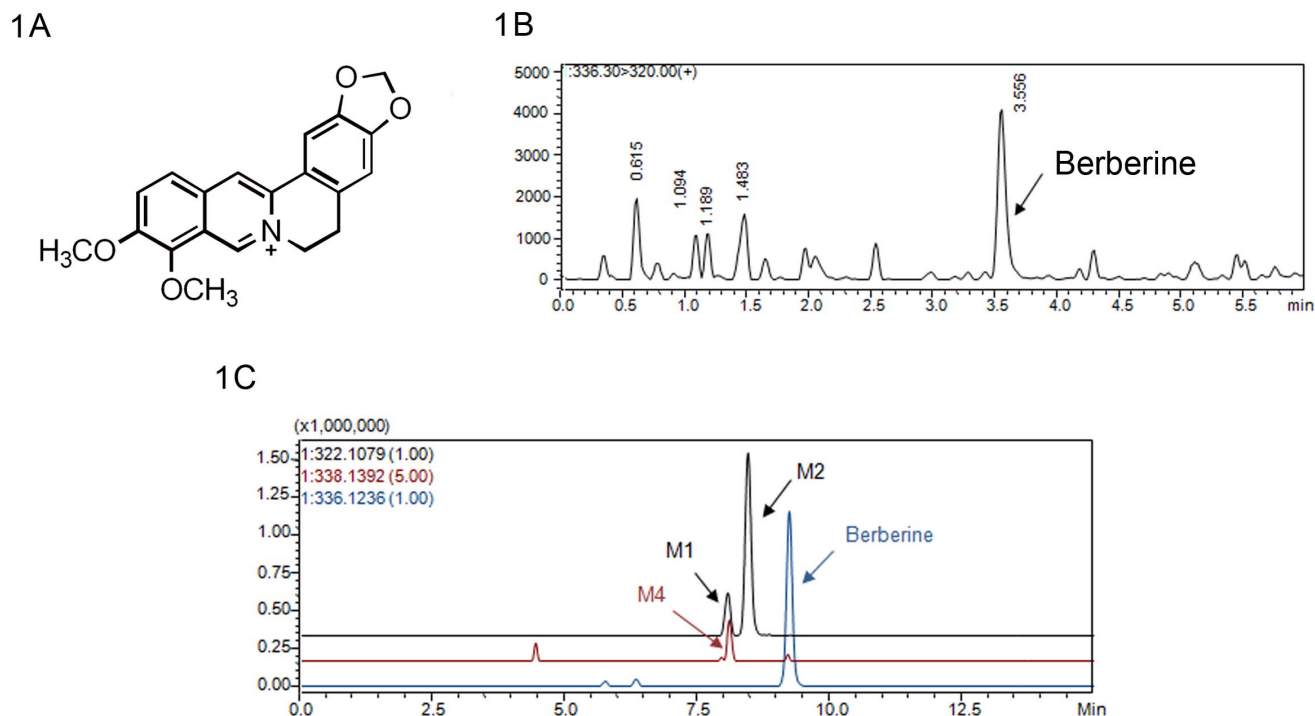 1A
O
O
N
+
H3CO
OCH3
1B
:336.30>320.00(+)
5000
4000
3000
2000
1000
0
0.615
1.094
1.189
1.483
3.556
Berberine
0.0 0.5 1.0 1.5 2.0 2.5 3.0 3.5 4.0 4.5 5.0 5.5 min
1C
(x1,000,000)
1:322.1079 (1.00)
1:338.1392 (5.00)
1:336.1236 (1.00)
1.50
1.25
1.00
0.75
0.50
0.25
0.00
M2
Berberine
M1
M4
0.0 2.5 5.0 7.5 10.0 12.5 Min